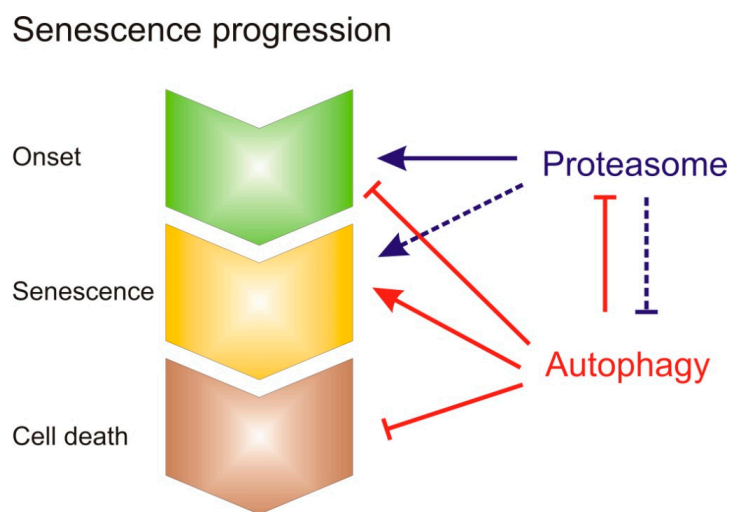 Senescence progression
Onset
Proteasome
Senescence
Autophagy
Cell death